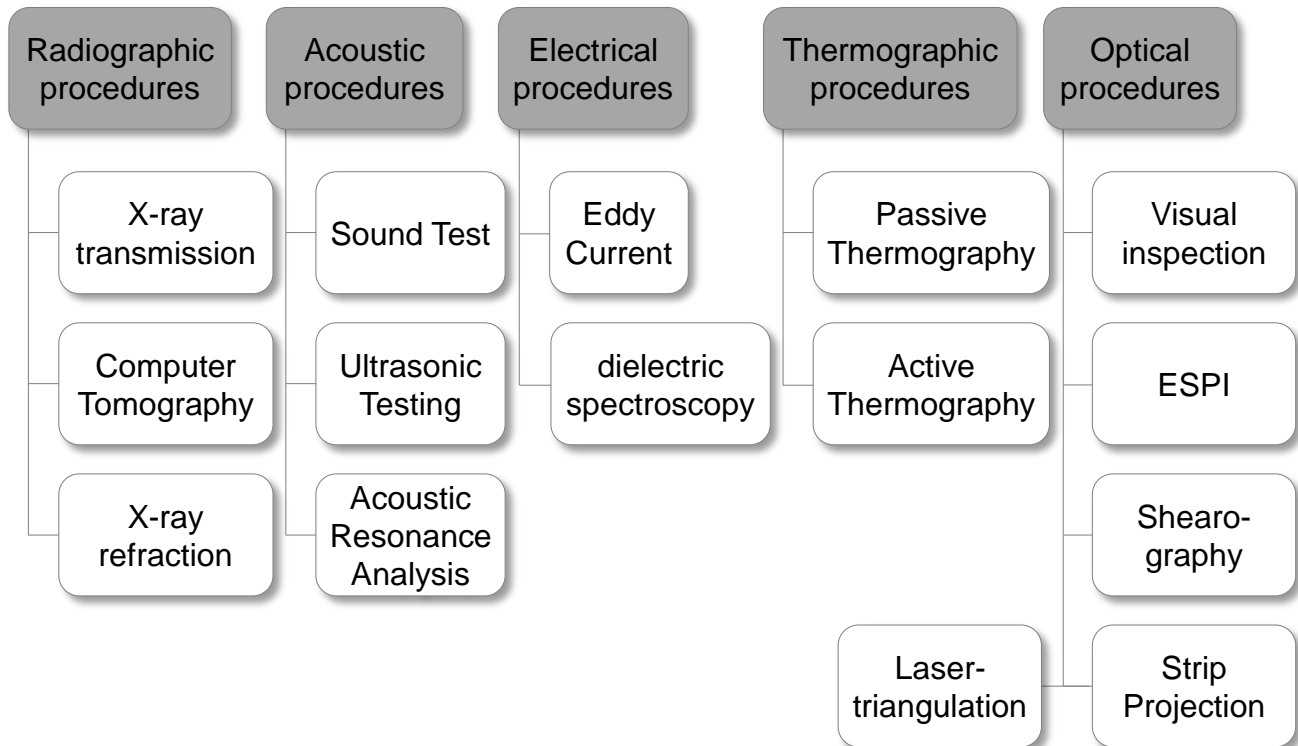 Radiographic
procedures
Acoustic
procedures
Electrical
procedures
Thermographic
procedures
Optical
procedures
X-ray
transmission
Sound Test
Eddy
Current
Passive
Thermography
Visual
inspection
Computer
Tomography
Ultrasonic
Testing
dielectric
spectroscopy
Active
Thermography
ESPI
X-ray
refraction
Acoustic
Resonance
Analysis
Shearo-
graphy
Laser-
triangulation
Strip
Projection